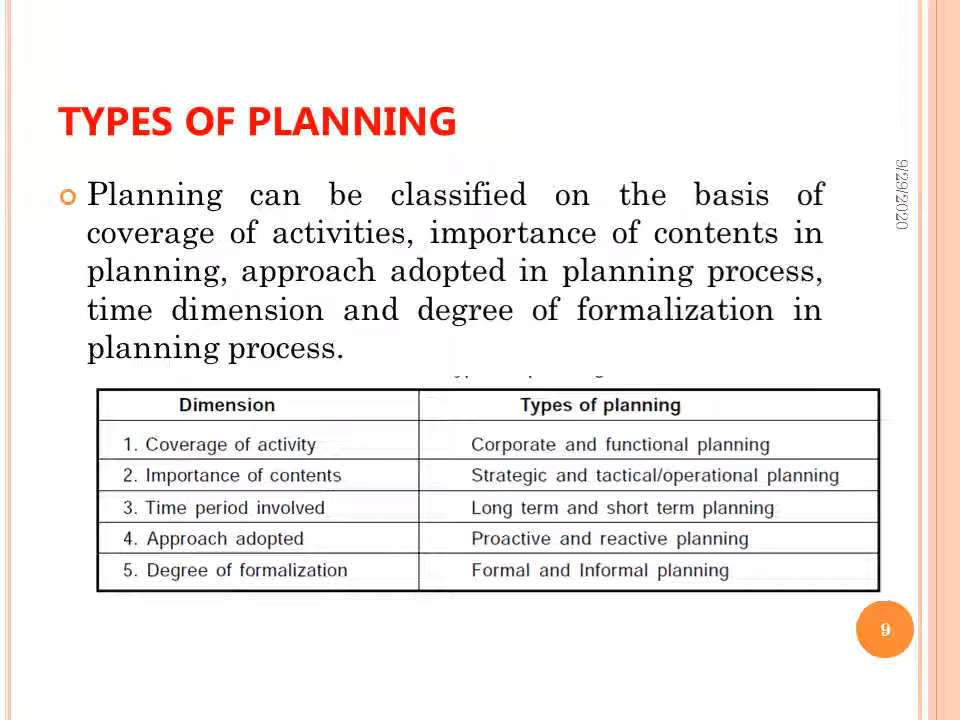 TYPES OF PLANNING
Planning can be classified on the basis of
coverage of activities, importance of contents in
planning, approach adopted in planning process,
time dimension and degree of formalization in
planning process.
Dimension Types of planning
1. Coverage of activity Corporate and functional planning
2. Importance of contents Strategic and tactical/operational planning
3. Time period involved Long term and short term planning
4. Approach adopted Proactive and reactive planning
5. Degree of formalization Formal and Informal planning
9/29/2020
9